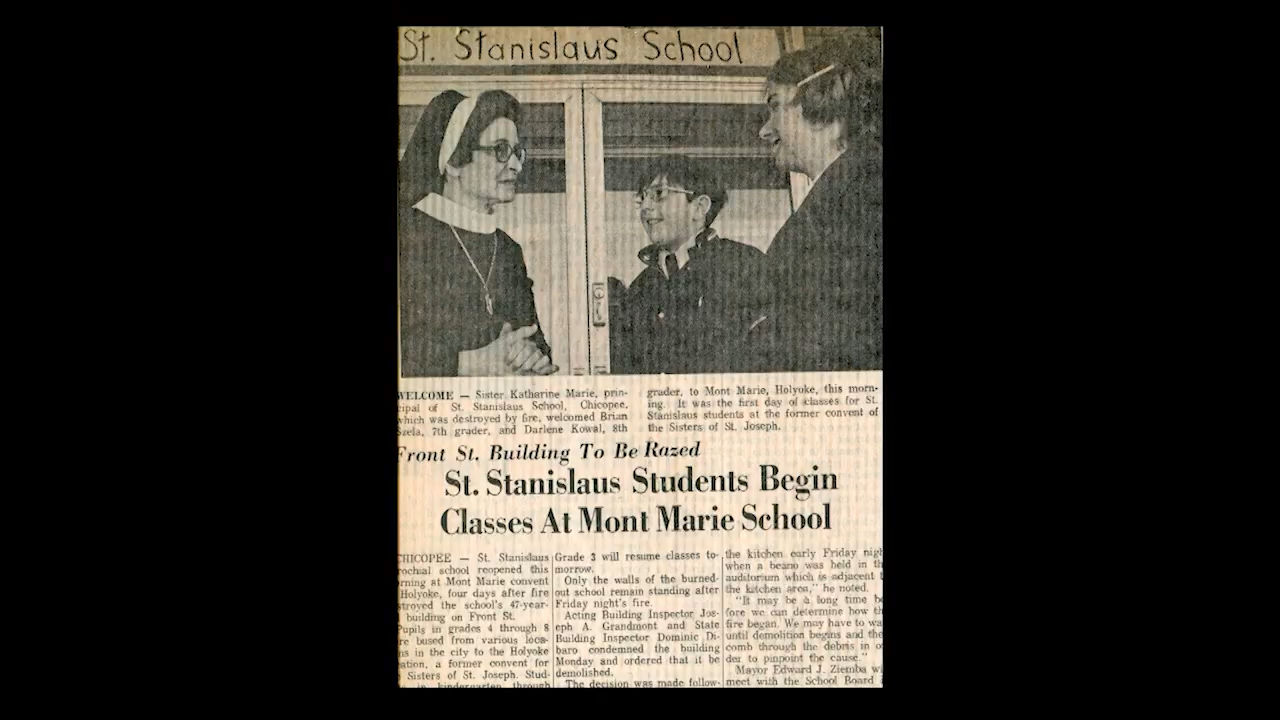 St. Stanislaus School
WELCOME — Sister Katharine Marie, prin-
cipal of St. Stanislaus School, Chicopee,
which was destroyed by fire, welcomed Brian
Szela, 7th grader, and Darlene Kowal, 8th
grader, to Mont Marie, Holyoke, this morn-
ing. It was the first day of classes for St.
Stanislaus students at the former convent of
the Sisters of St. Joseph.
Front St. Building To Be Razed
St. Stanislaus Students Begin
Classes At Mont Marie School
CHICOPEE — St. Stanislaus
rochial school reopened this
rning at Mont Marie convent
Holyoke, four days after fire
stroyed the school's 47-year-
building on Front St.
Pupils in grades 4 through 8
re bused from various loca-
ns in the city to the Holyoke
ation, a former convent for
Sisters of St. Joseph. Stud-
in kindergarten through
Grade 3 will resume classes to-
morrow.
Only the walls of the burned-
out school remain standing after
Friday night's fire.
Acting Building Inspector Jos-
eph A. Grandmont and State
Building Inspector Dominic Di-
baro condemned the building
Monday and ordered that it be
demolished.
The decision was made follow-
the kitchen early Friday nigh
when a beano was held in th
auditorium which is adjacent t
the kitchen area," he noted.
"It may be a long time be
fore we can determine how th
fire began. We may have to wa
until demolition begins and the
comb through the debris in o
der to pinpoint the cause."
Mayor Edward J. Ziemba wi
meet with the School Board